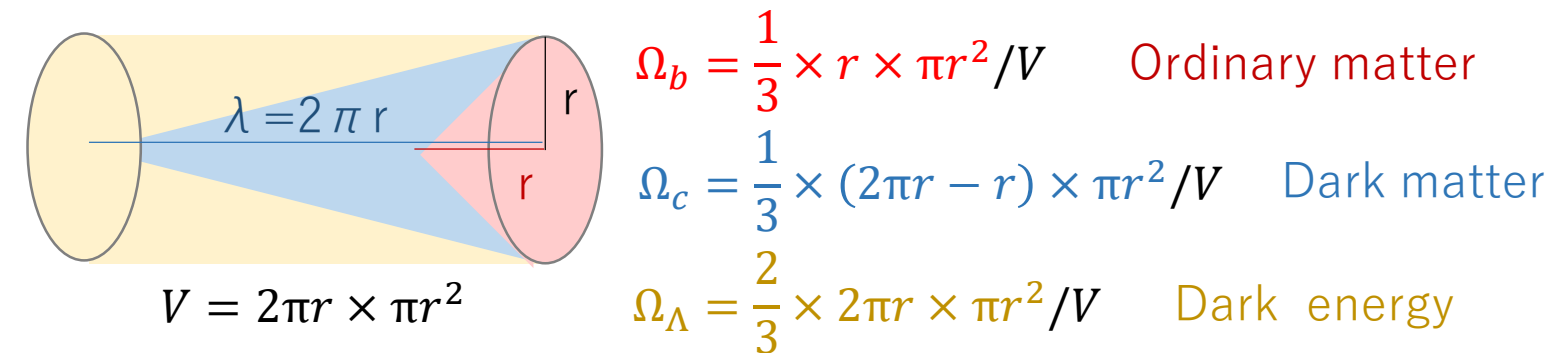 λ =2 π r
r
r
V = 2πr × πr²
Ω_b = 1/3 × r × πr²/V Ordinary matter
Ω_c = 1/3 × (2πr − r) × πr²/V Dark matter
Ω_Λ = 2/3 × 2πr × πr²/V Dark energy